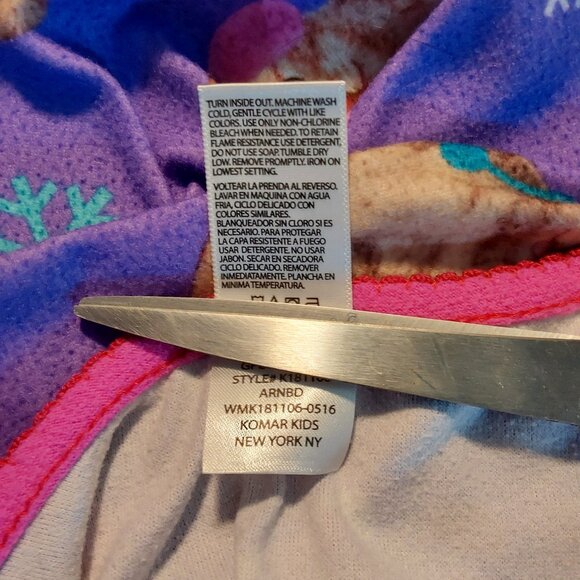 TURN INSIDE OUT. MACHINE WASH
COLD, GENTLE CYCLE WITH LIKE
COLORS. USE ONLY NON-CHLORINE
BLEACH WHEN NEEDED. TO RETAIN
FLAME RESISTANCE USE DETERGENT,
DO NOT USE SOAP. TUMBLE DRY
LOW. REMOVE PROMPTLY. IRON ON
LOWEST SETTING.
VOLTEAR LA PRENDA AL REVERSO.
LAVAR EN MAQUINA CON AGUA
FRIA, CICLO DELICADO CON
COLORES SIMILARES.
BLANQUEADOR SIN CLORO SI ES
NECESARIO. PARA PROTEGAR
LA CAPA RESISTENTE A FUEGO
USAR DETERGENTE. NO USAR
JABON. SECAR EN SECADORA
CICLO DELICADO. REMOVER
INMEDIATAMENTE. PLANCHA EN
MINIMA TEMPERATURA.
STYLE#
ARNBD
WMK181106-0516
KOMAR KIDS
NEW YORK NY